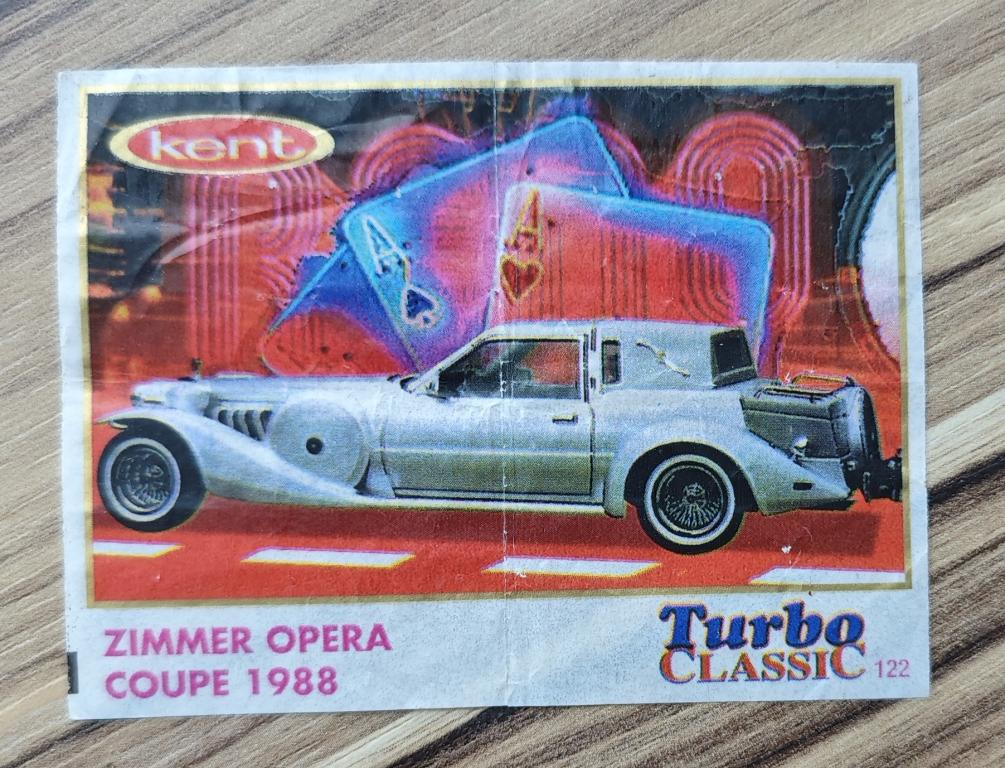 kent
A
A
ZIMMER OPERA
COUPE 1988
Turbo
CLASSIC
122